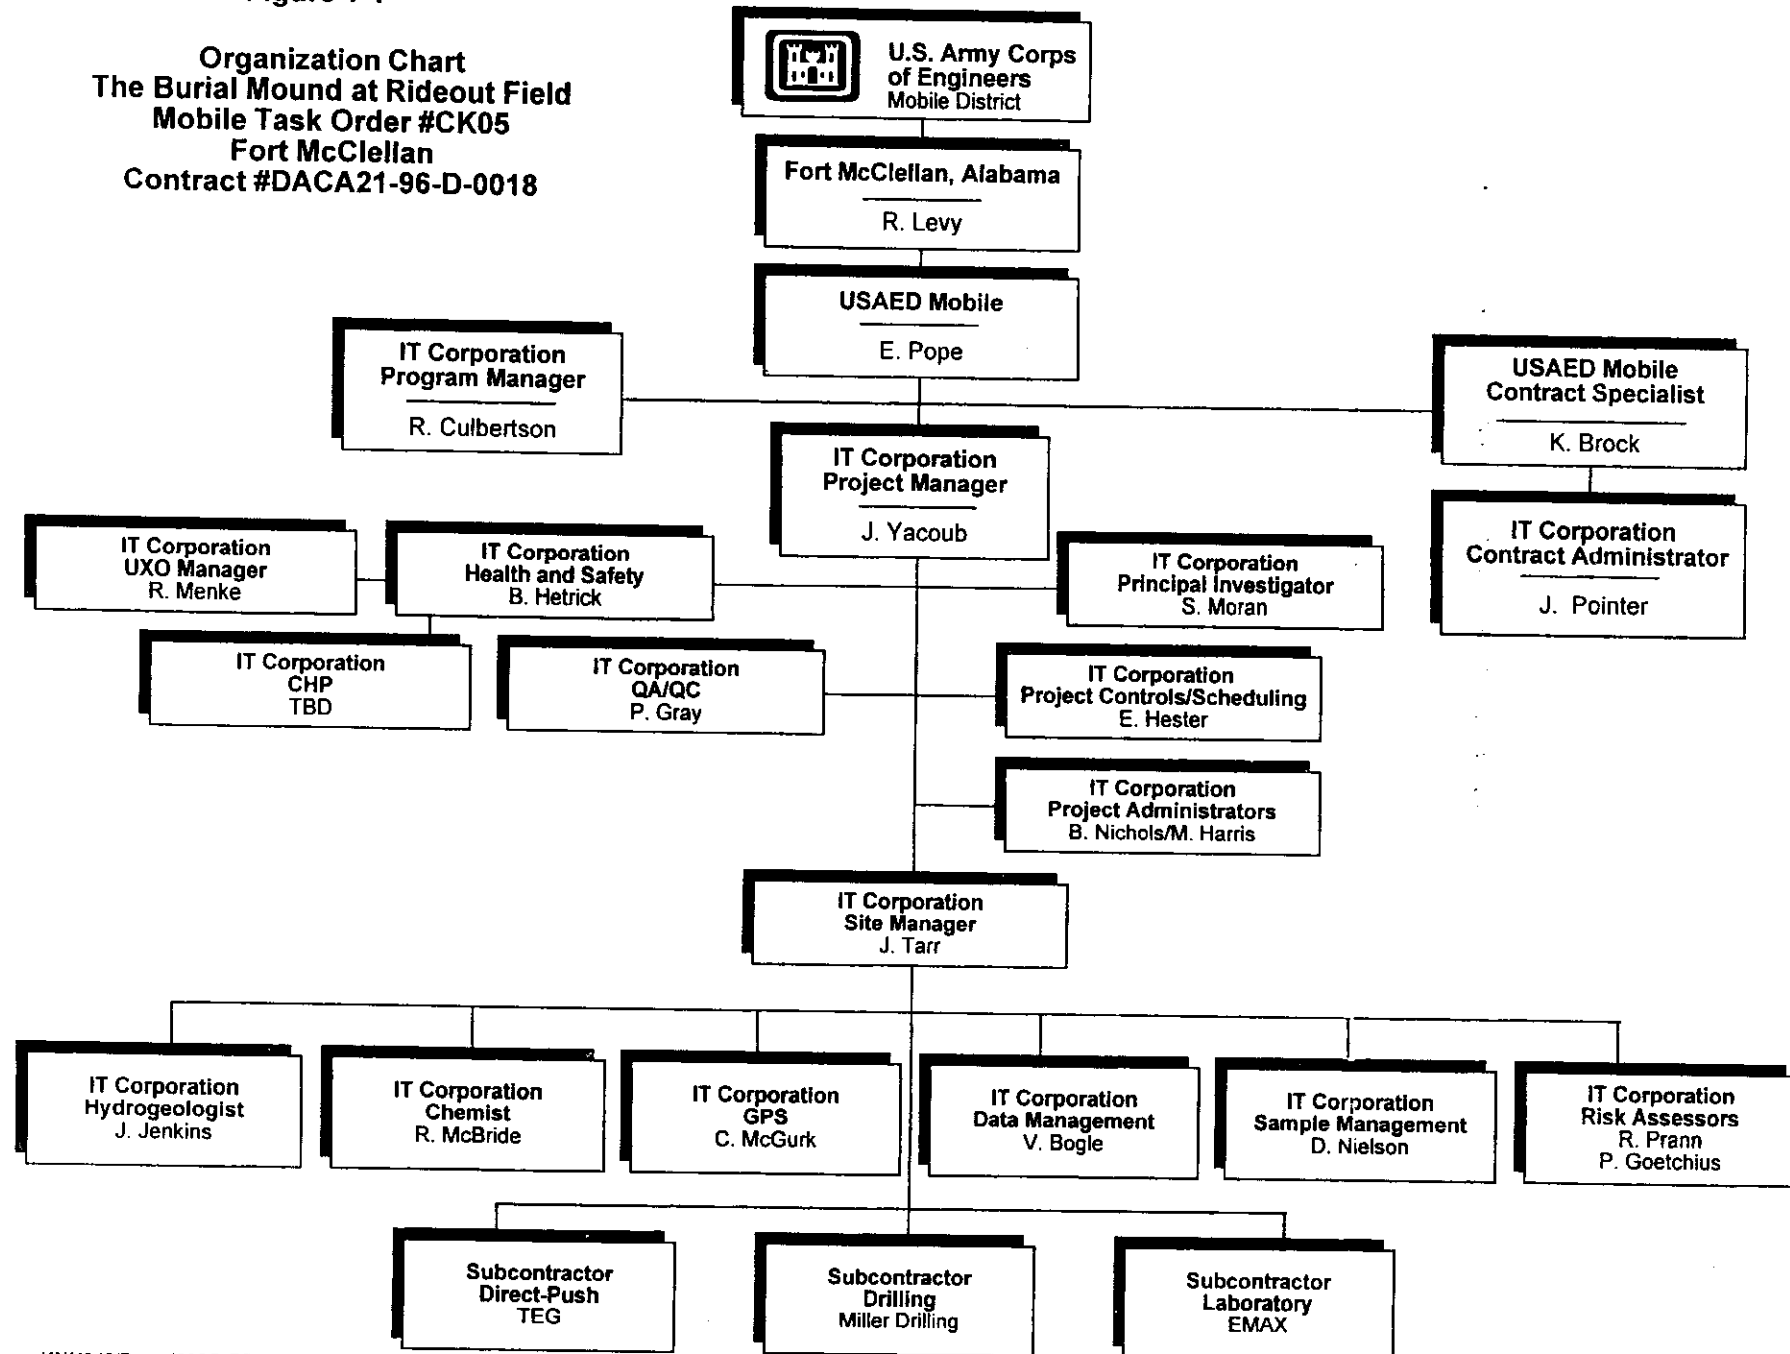 Organization Chart
The Burial Mound at Rideout Field
Mobile Task Order #CK05
Fort McClellan
Contract #DACA21-96-D-0018
U.S. Army Corps
of Engineers
Mobile District
Fort McClellan, Alabama
R. Levy
USAED Mobile
E. Pope
IT Corporation
Program Manager
R. Culbertson
USAED Mobile
Contract Specialist
K. Brock
IT Corporation
Project Manager
J. Yacoub
IT Corporation
Contract Administrator
J. Pointer
IT Corporation
UXO Manager
R. Menke
IT Corporation
Health and Safety
B. Hetrick
IT Corporation
Principal Investigator
S. Moran
IT Corporation
CHP
TBD
IT Corporation
QA/QC
P. Gray
IT Corporation
Project Controls/Scheduling
E. Hester
IT Corporation
Project Administrators
B. Nichols/M. Harris
IT Corporation
Site Manager
J. Tarr
IT Corporation
Hydrogeologist
J. Jenkins
IT Corporation
Chemist
R. McBride
IT Corporation
GPS
C. McGurk
IT Corporation
Data Management
V. Bogle
IT Corporation
Sample Management
D. Nielson
IT Corporation
Risk Assessors
R. Prann
P. Goetchius
Subcontractor
Direct-Push
TEG
Subcontractor
Drilling
Miller Drilling
Subcontractor
Laboratory
EMAX